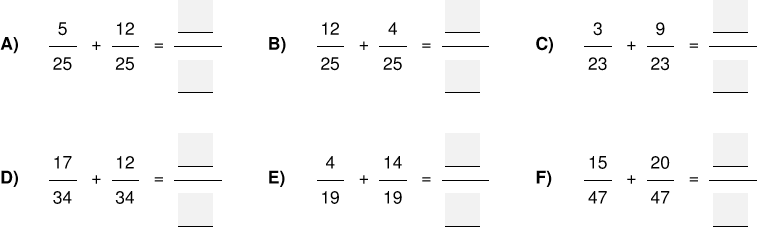 A) 5/25 + 12/25 =
B) 12/25 + 4/25 =
C) 3/23 + 9/23 =
D) 17/34 + 12/34 =
E) 4/19 + 14/19 =
F) 15/47 + 20/47 =